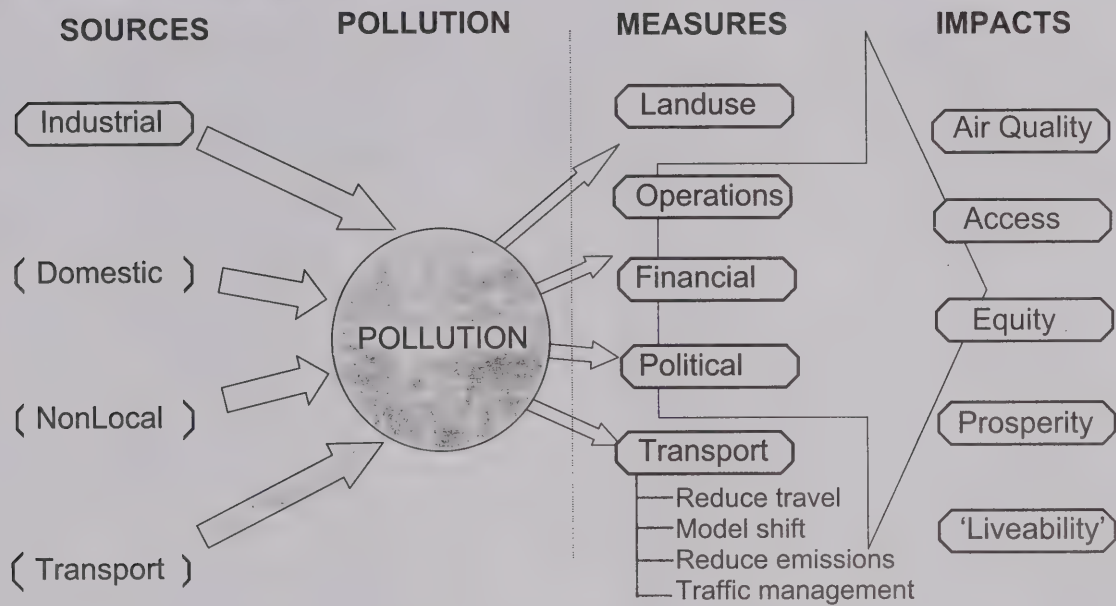 SOURCES
POLLUTION
MEASURES
IMPACTS
Industrial
( Domestic )
( NonLocal )
( Transport )
POLLUTION
Landuse
Operations
Financial
Political
Transport
Reduce travel
Model shift
Reduce emissions
Traffic management
Air Quality
Access
Equity
Prosperity
‘Liveability’